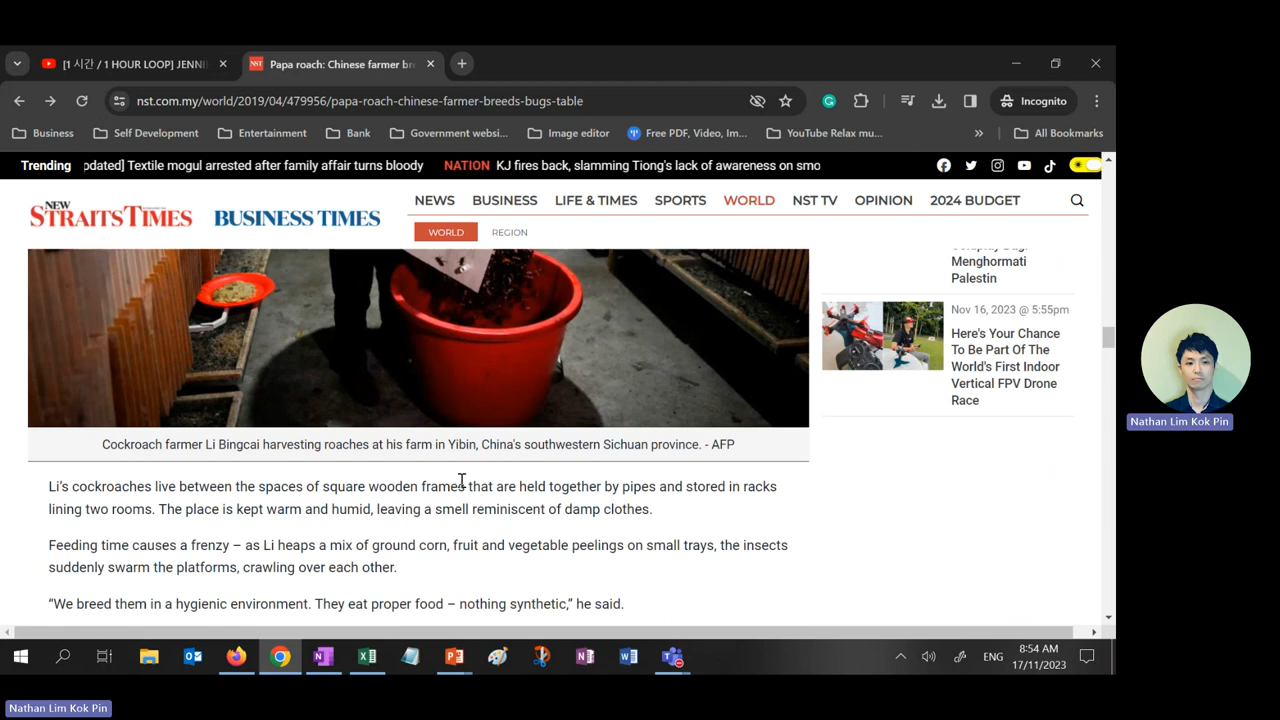 [1 시간 / 1 HOUR LOOP] JENNI
Papa roach: Chinese farmer bre
nst.com.my/world/2019/04/479956/papa-roach-chinese-farmer-breeds-bugs-table
Incognito
Business
Self Development
Entertainment
Bank
Government websi...
Image editor
Free PDF, Video, Im...
YouTube Relax mu...
»
All Bookmarks
Trending
pdated] Textile mogul arrested after family affair turns bloody
NATION KJ fires back, slamming Tiong's lack of awareness on smo
NEW
STRAITS TIMES
BUSINESS TIMES
NEWS
BUSINESS
LIFE & TIMES
SPORTS
WORLD
NST TV
OPINION
2024 BUDGET
WORLD
REGION
Menghormati
Palestin
Nov 16, 2023 @ 5:55pm
Here's Your Chance
To Be Part Of The
World's First Indoor
Vertical FPV Drone
Race
Cockroach farmer Li Bingcai harvesting roaches at his farm in Yibin, China's southwestern Sichuan province. - AFP
Li's cockroaches live between the spaces of square wooden frames that are held together by pipes and stored in racks
lining two rooms. The place is kept warm and humid, leaving a smell reminiscent of damp clothes.
Feeding time causes a frenzy – as Li heaps a mix of ground corn, fruit and vegetable peelings on small trays, the insects
suddenly swarm the platforms, crawling over each other.
“We breed them in a hygienic environment. They eat proper food – nothing synthetic,” he said.
Nathan Lim Kok Pin
ENG
8:54 AM
17/11/2023
Nathan Lim Kok Pin